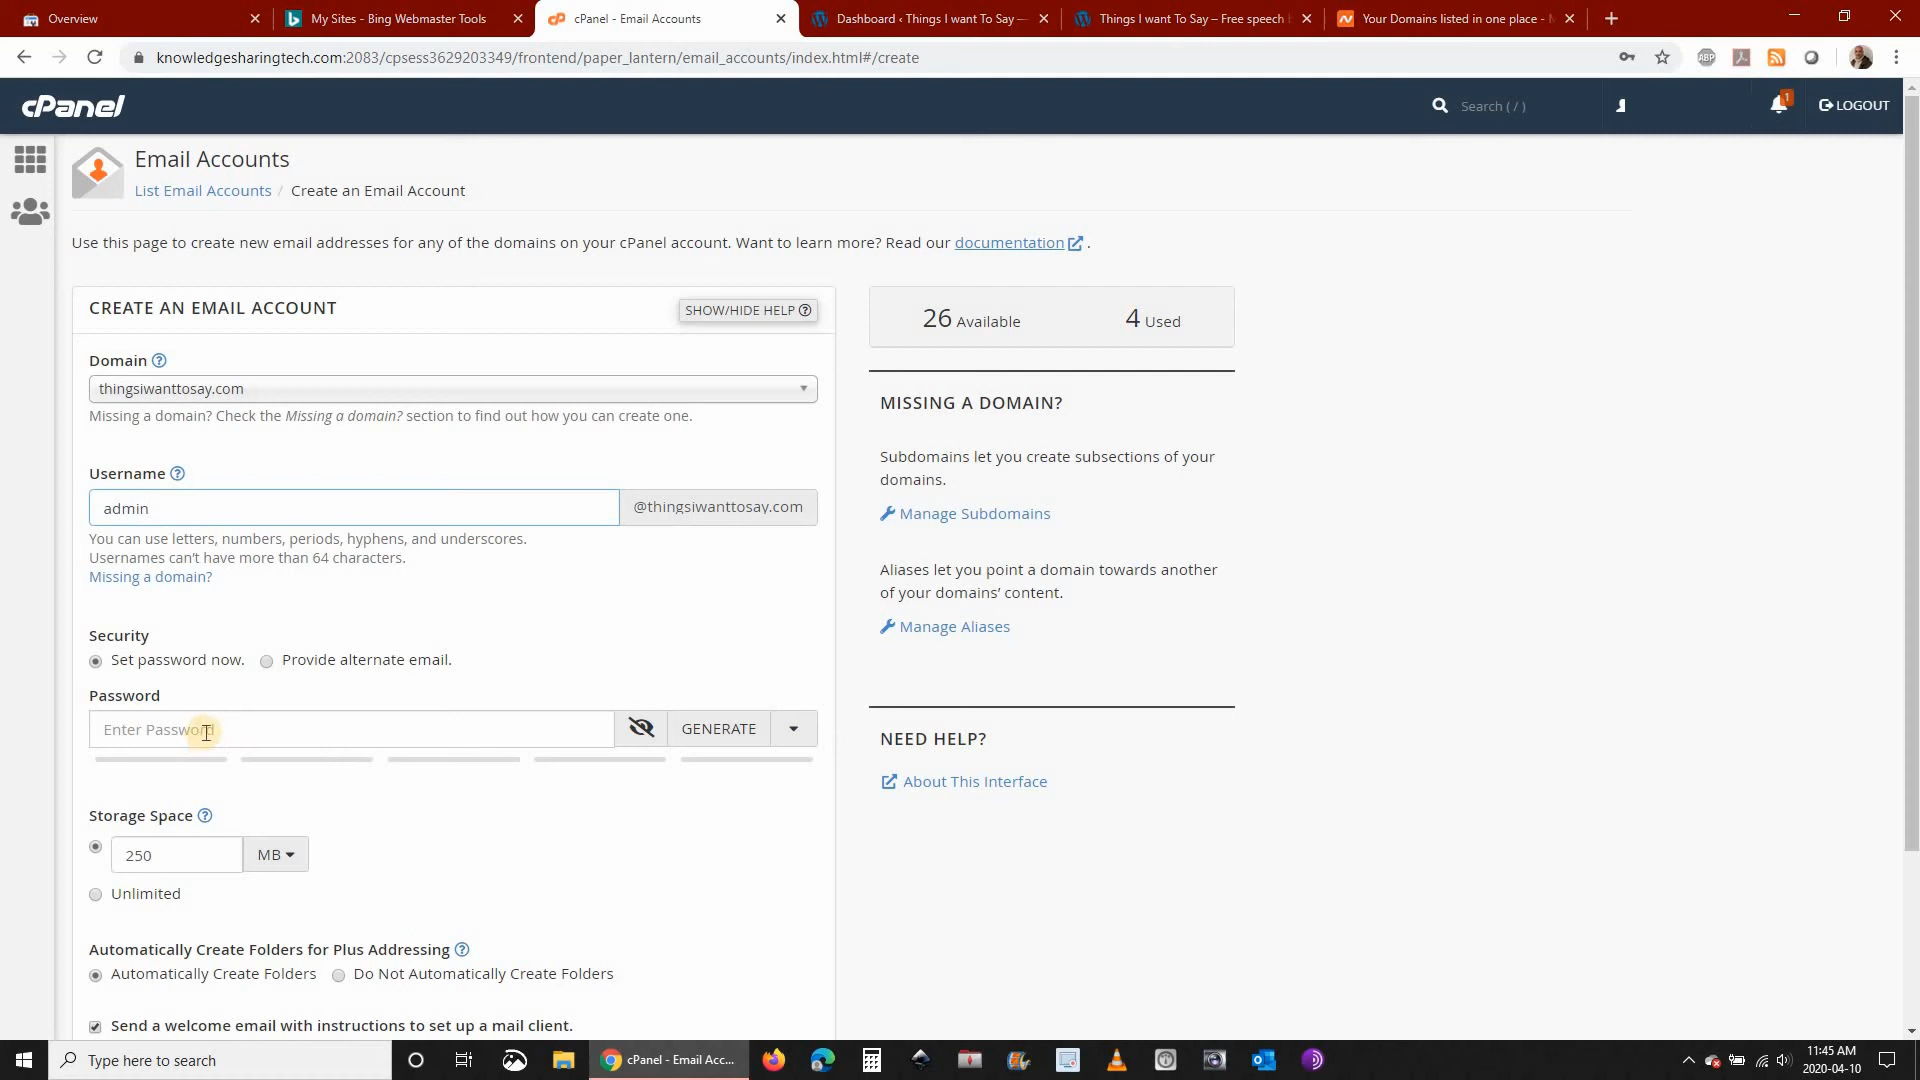 Overview
My Sites - Bing Webmaster Tools
cPanel - Email Accounts
Dashboard ‹ Things I want To Say —
Things I want To Say – Free speech
Your Domains listed in one place -
knowledgesharingtech.com:2083/cpsess3629203349/frontend/paper_lantern/email_accounts/index.html#/create
ABP
cPanel
Search ( / )
1
LOGOUT
Email Accounts
List Email Accounts / Create an Email Account
Use this page to create new email addresses for any of the domains on your cPanel account. Want to learn more? Read our documentation .
CREATE AN EMAIL ACCOUNT
SHOW/HIDE HELP
26 Available
4 Used
Domain
thingsiwanttosay.com
Missing a domain? Check the Missing a domain? section to find out how you can create one.
MISSING A DOMAIN?
Subdomains let you create subsections of your
domains.
Manage Subdomains
Username
admin
@thingsiwanttosay.com
You can use letters, numbers, periods, hyphens, and underscores.
Usernames can't have more than 64 characters.
Missing a domain?
Aliases let you point a domain towards another
of your domains' content.
Manage Aliases
Security
Set password now.
Provide alternate email.
Password
Enter Password
GENERATE
NEED HELP?
About This Interface
Storage Space
250
MB
Unlimited
Automatically Create Folders for Plus Addressing
Automatically Create Folders
Do Not Automatically Create Folders
Send a welcome email with instructions to set up a mail client.
Type here to search
cPanel - Email Acc...
11:45 AM
2020-04-10